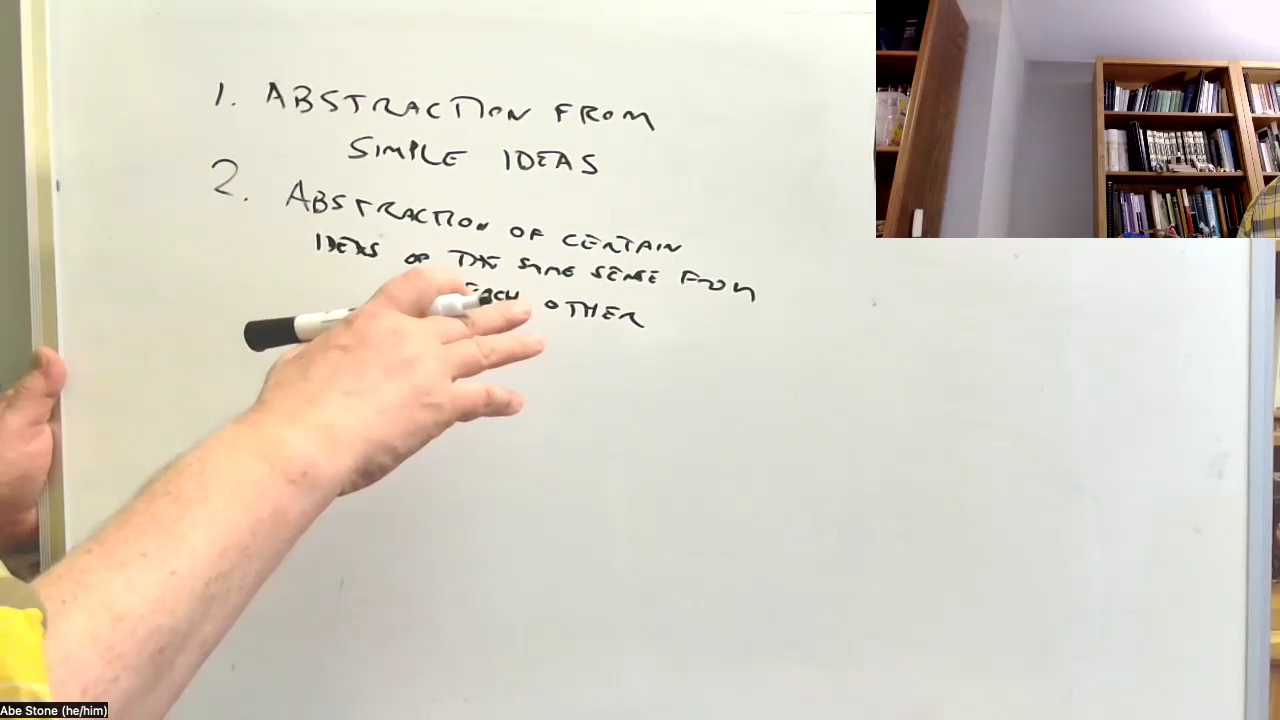 1. ABSTRACTION FROM
SIMPLE IDEAS
2. ABSTRACTION OF CERTAIN
IDEAS OF THE SAME SENSE FROM
EACH OTHER
Abe Stone (he/him)